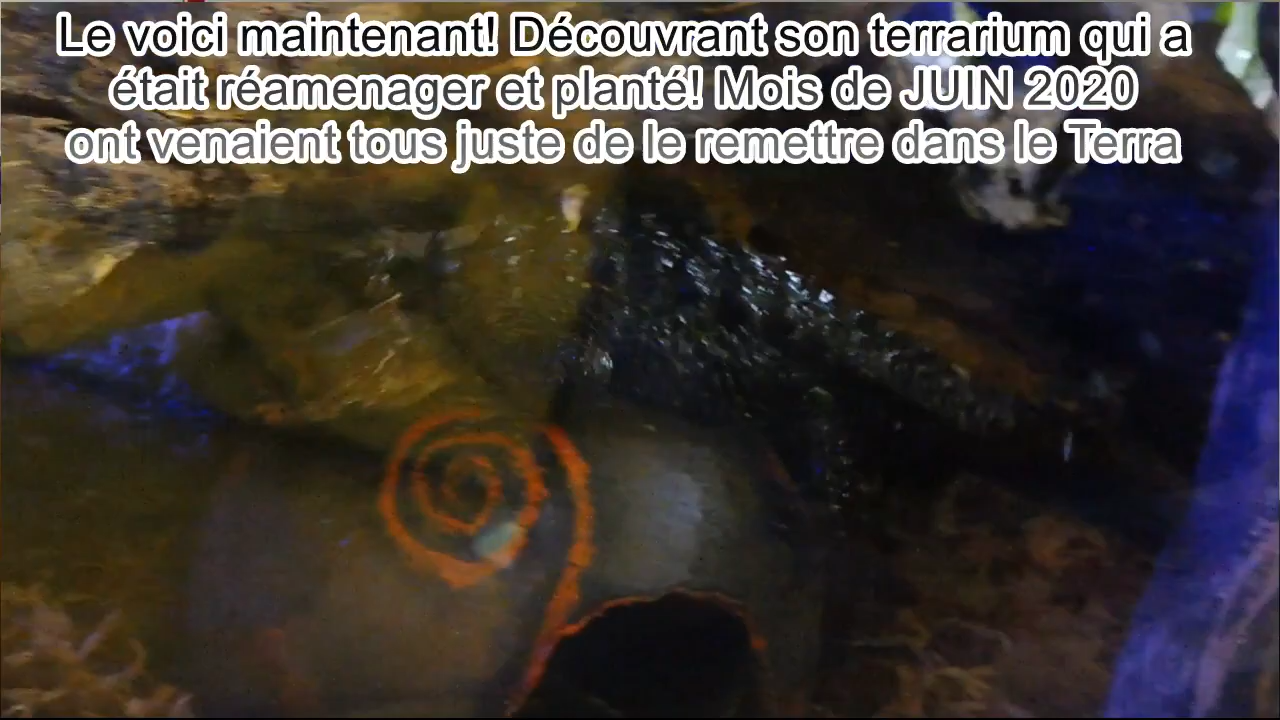 Le voici maintenant! Découvrant son terrarium qui a
était réamenager et planté! Mois de JUIN 2020
ont venaient tous juste de le remettre dans le Terra